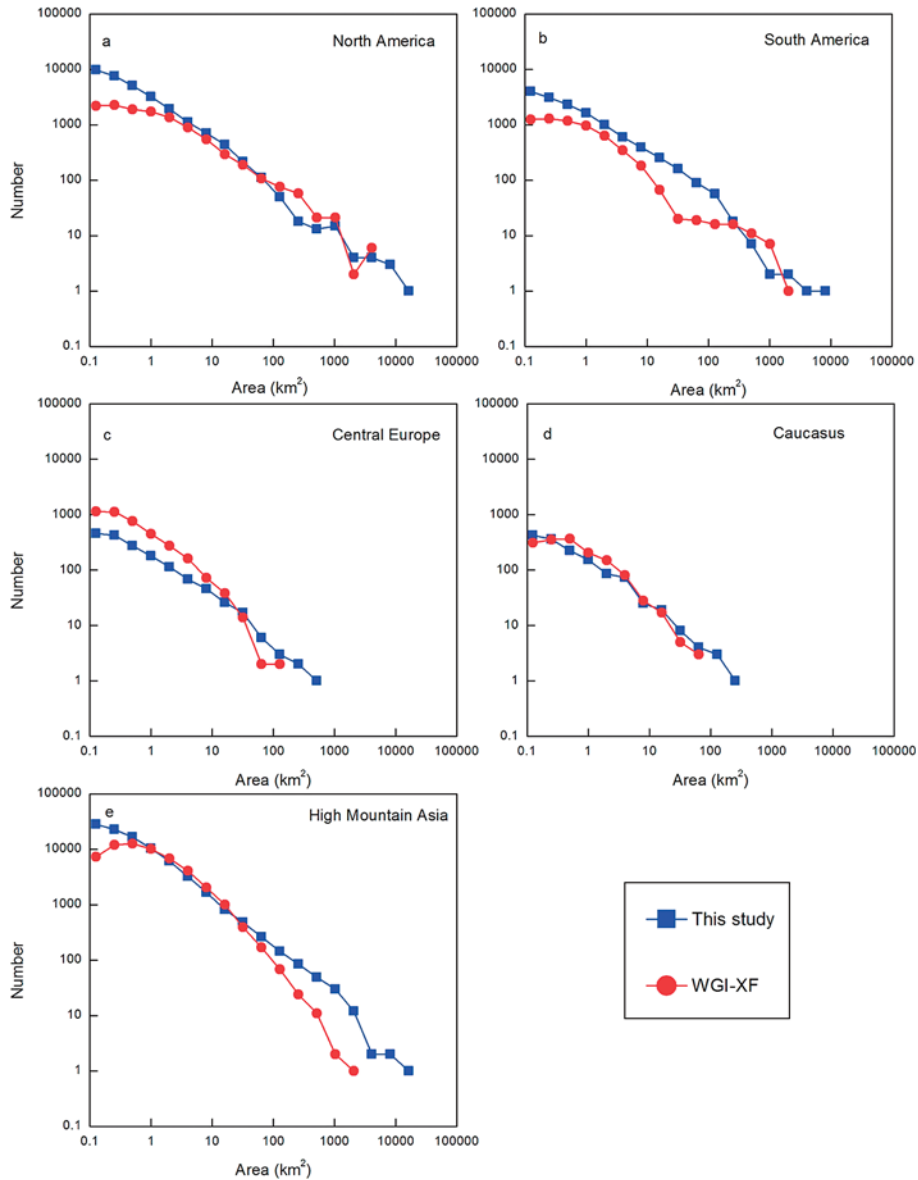 100000
a
North America
10000
1000
100
10
1
0.1
Number
0.1 1 10 100 1000 10000 100000
Area (km²)
100000
b
South America
10000
1000
100
10
1
0.1
0.1 1 10 100 1000 10000 100000
Area (km²)
100000
c
Central Europe
10000
1000
100
10
1
0.1
Number
0.1 1 10 100 1000 10000 100000
Area (km²)
100000
d
Caucasus
10000
1000
100
10
1
0.1
0.1 1 10 100 1000 10000 100000
Area (km²)
100000
e
High Mountain Asia
10000
1000
100
10
1
0.1
Number
0.1 1 10 100 1000 10000 100000
Area (km²)
This study
WGI-XF